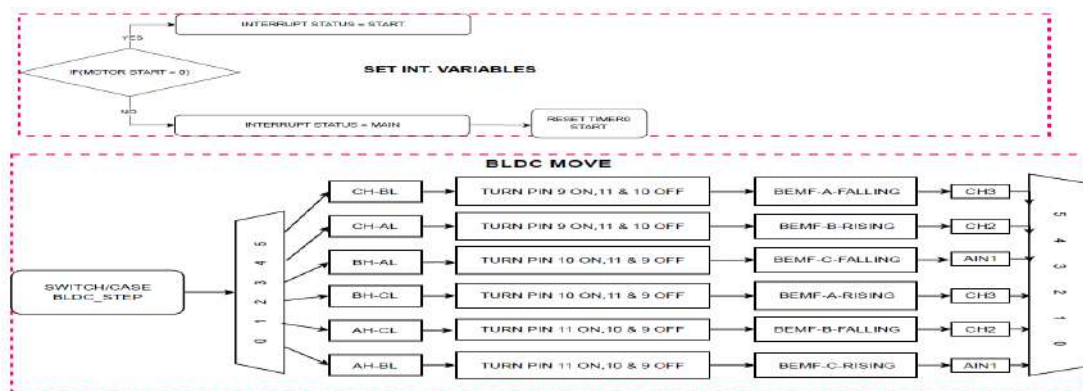 INTERRUPT STATUS = START
YES
IF(MOTOR START = 0)
SET INT. VARIABLES
NO
INTERRUPT STATUS = MAIN
RESET TIMER0
START
BLDC MOVE
SWITCH/CASE
BLDC_STEP
5
4
3
2
1
0
CH-BL
TURN PIN 9 ON,11 & 10 OFF
BEMF-A-FALLING
CH3
CH-AL
TURN PIN 9 ON,11 & 10 OFF
BEMF-B-RISING
CH2
BH-AL
TURN PIN 10 ON,11 & 9 OFF
BEMF-C-FALLING
AIN1
BH-CL
TURN PIN 10 ON,11 & 9 OFF
BEMF-A-RISING
CH3
AH-CL
TURN PIN 11 ON,10 & 9 OFF
BEMF-B-FALLING
CH2
AH-BL
TURN PIN 11 ON,10 & 9 OFF
BEMF-C-RISING
AIN1
5
4
3
2
1
0